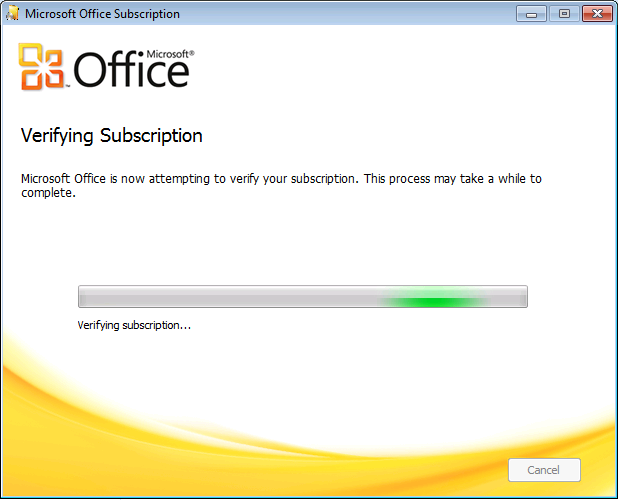 Microsoft Office Subscription
Microsoft®
Office™
Verifying Subscription
Microsoft Office is now attempting to verify your subscription. This process may take a while to
complete.
Verifying subscription...
Cancel